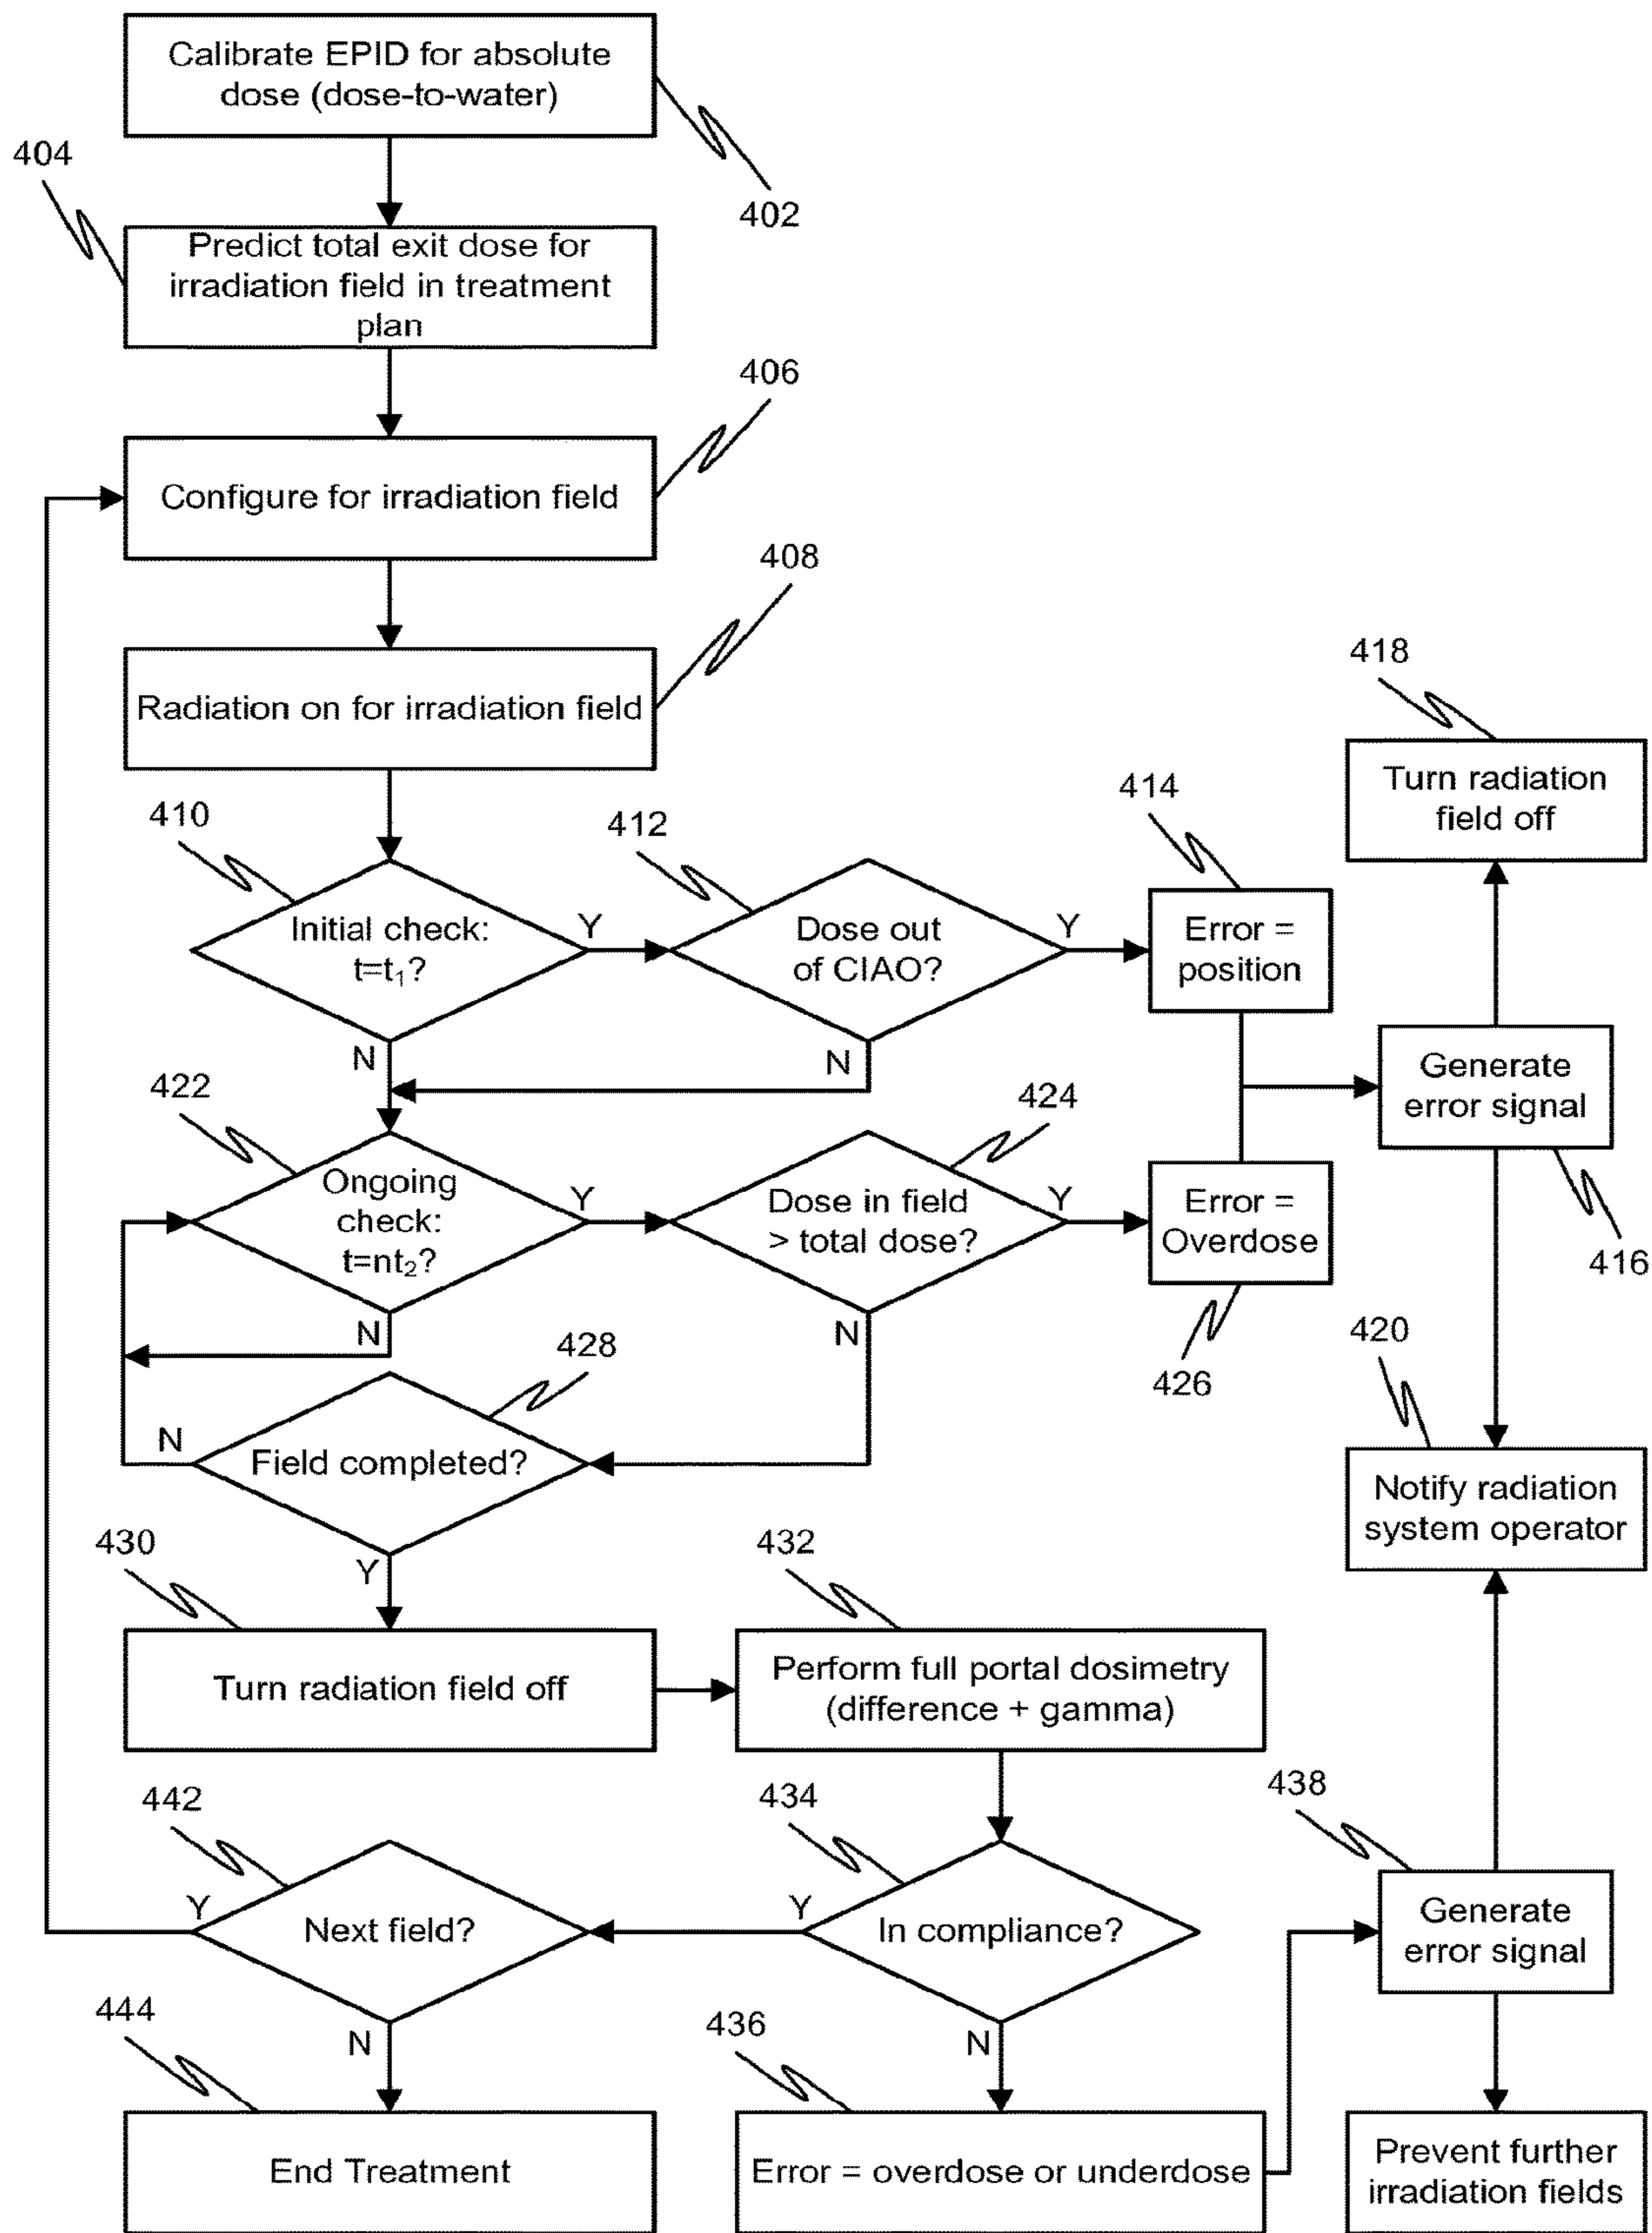 Calibrate EPID for absolute
dose (dose-to-water)
402
404
Predict total exit dose for
irradiation field in treatment
plan
406
Configure for irradiation field
408
Radiation on for irradiation field
410
Initial check:
t=t₁?
Y
N
412
Dose out
of CIAO?
Y
N
414
Error =
position
418
Turn radiation
field off
Generate
error signal
416
422
Ongoing
check:
t=nt₂?
Y
N
424
Dose in field
> total dose?
Y
N
Error =
Overdose
426
420
Notify radiation
system operator
428
Field completed?
N
Y
430
Turn radiation field off
432
Perform full portal dosimetry
(difference + gamma)
434
In compliance?
Y
N
438
Generate
error signal
442
Next field?
Y
N
444
End Treatment
436
Error = overdose or underdose
Prevent further
irradiation fields